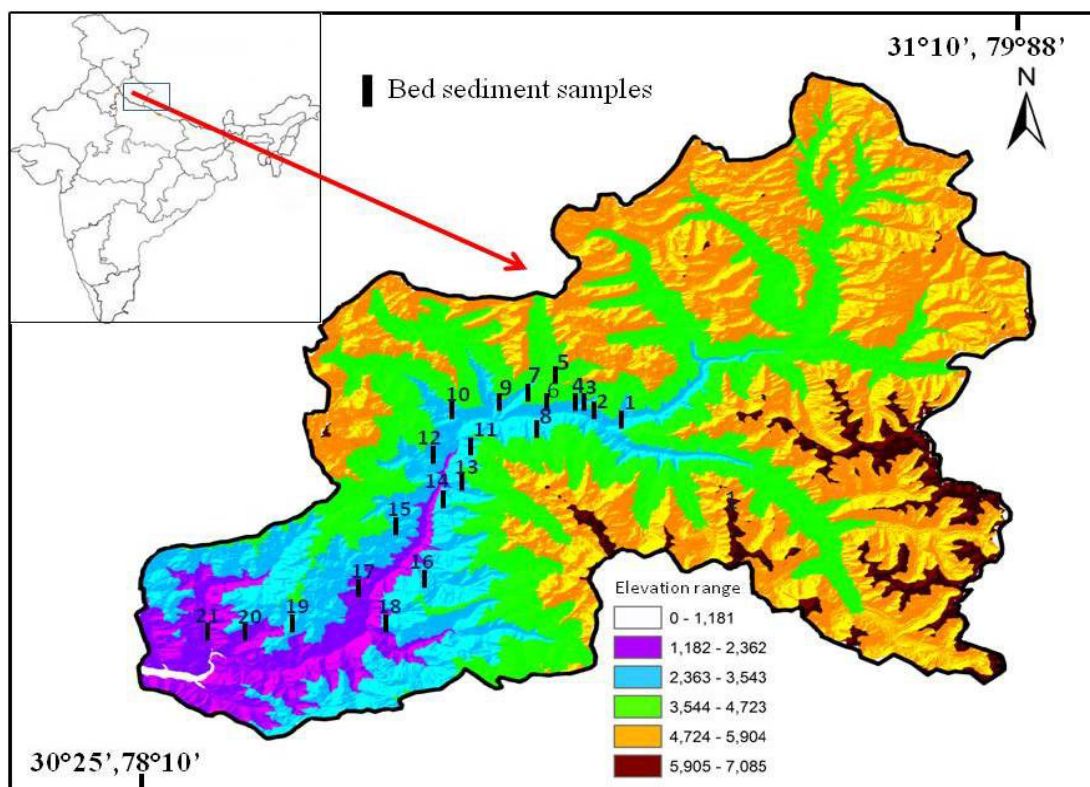 31°10', 79°88'
N
Bed sediment samples
5
7
10
9
6
4
3
2
1
8
12
11
13
14
1
15
16
17
21
20
19
18
Elevation range
0 - 1,181
1,182 - 2,362
2,363 - 3,543
3,544 - 4,723
4,724 - 5,904
5,905 - 7,085
30°25',78°10'